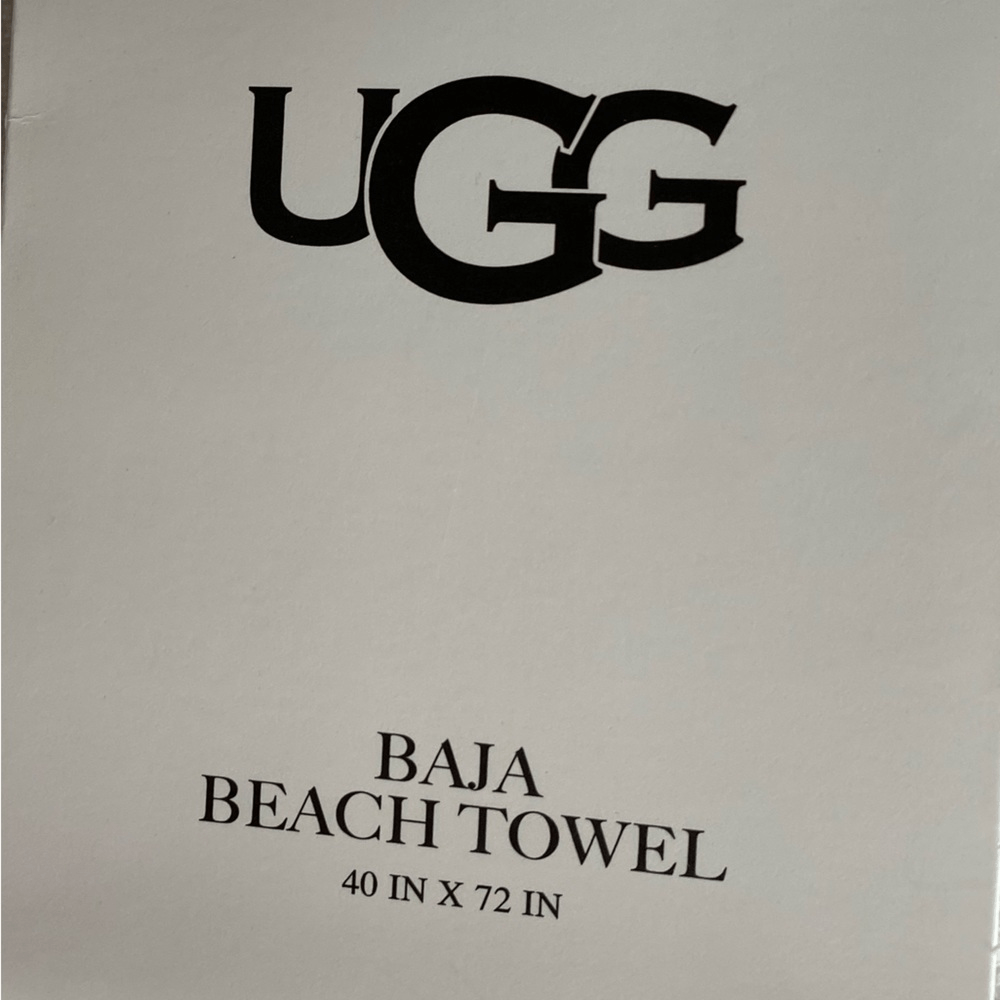 UGG
BAJA
BEACH TOWEL
40 IN X 72 IN